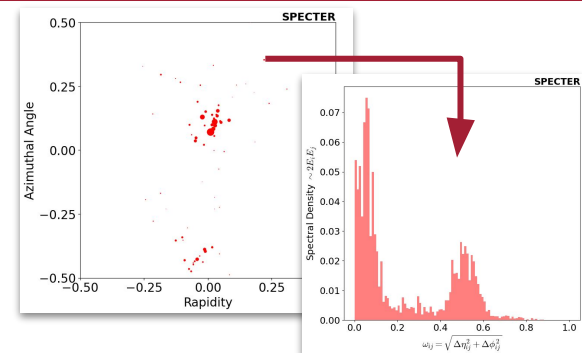 SPECTER
Azimuthal Angle
0.50
0.25
0.00
−0.25
−0.50
−0.50 −0.25 0.00 0.25
Rapidity
SPECTER
Spectral Density ∼ 2EᵢEⱼ
0.07
0.06
0.05
0.04
0.03
0.02
0.01
0.00
0.0 0.2 0.4 0.6 0.8 1.0
ωᵢⱼ = √Δηᵢⱼ² + Δϕᵢⱼ²